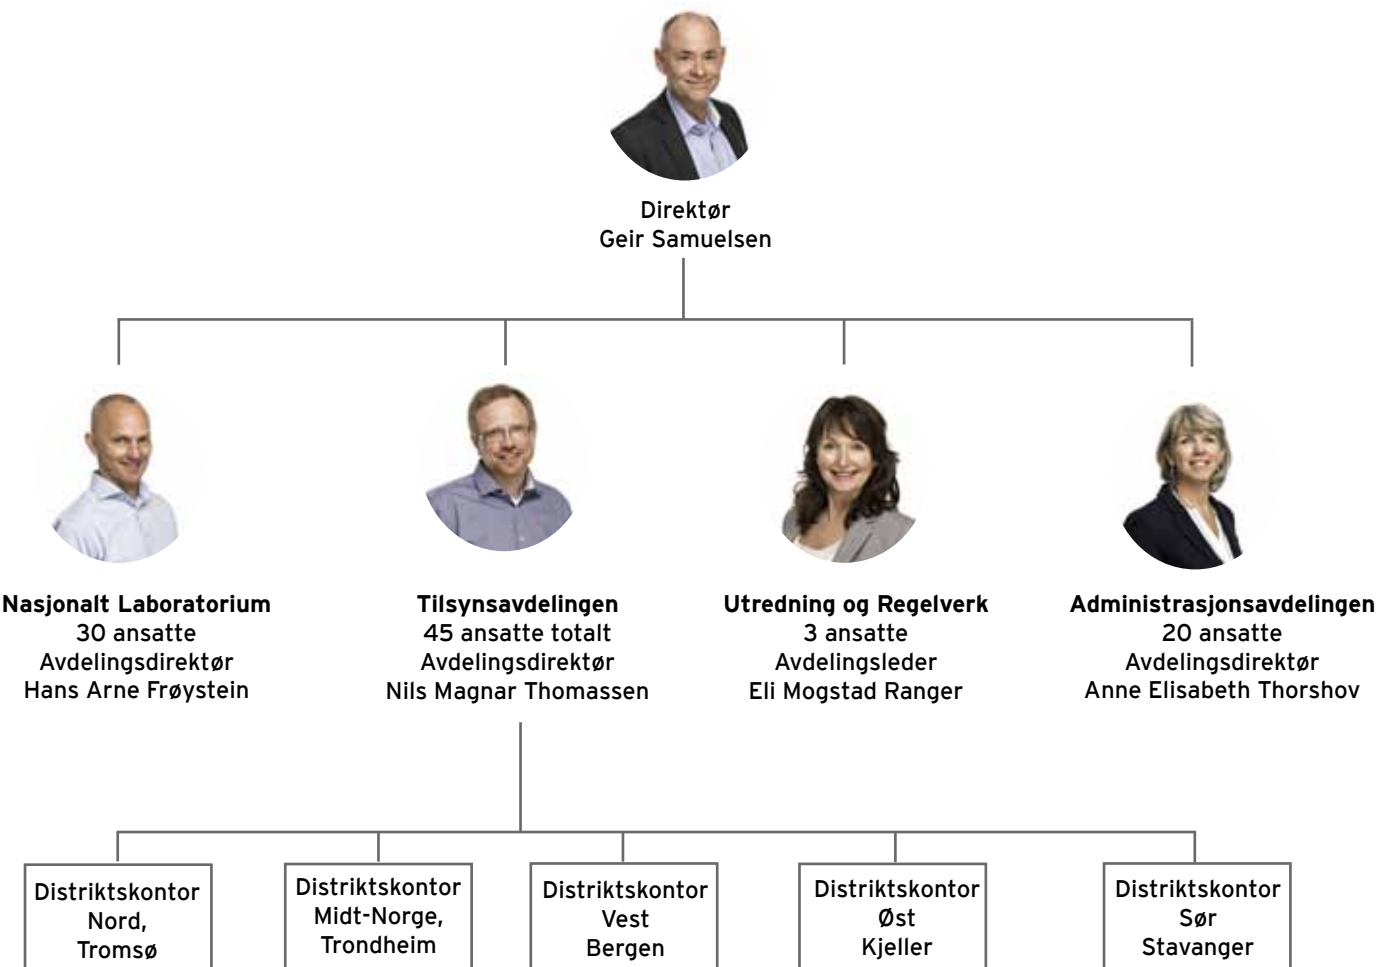 Direktør
Geir Samuelsen
Nasjonalt Laboratorium
30 ansatte
Avdelingsdirektør
Hans Arne Frøystein
Tilsynsavdelingen
45 ansatte totalt
Avdelingsdirektør
Nils Magnar Thomassen
Utredning og Regelverk
3 ansatte
Avdelingsleder
Eli Mogstad Ranger
Administrasjonsavdelingen
20 ansatte
Avdelingsdirektør
Anne Elisabeth Thorshov
Distriktskontor
Nord,
Tromsø
Distriktskontor
Midt-Norge,
Trondheim
Distriktskontor
Vest
Bergen
Distriktskontor
Øst
Kjeller
Distriktskontor
Sør
Stavanger